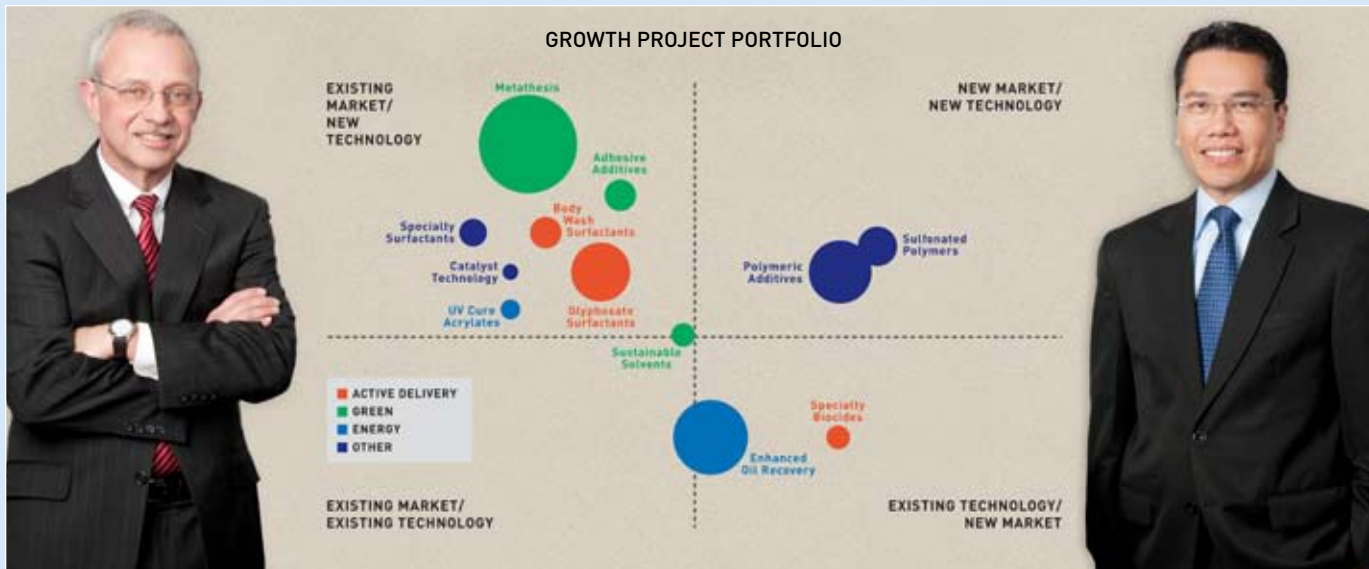 GROWTH PROJECT PORTFOLIO
EXISTING
MARKET/
NEW
TECHNOLOGY
NEW MARKET/
NEW TECHNOLOGY
Metathesis
Adhesive
Additives
Specialty
Surfactants
Body
Wash
Surfactants
Catalyst
Technology
UV Cure
Acrylates
Glyphosate
Surfactants
Polymeric
Additives
Sulfonated
Polymers
Sustainable
Solvents
ACTIVE DELIVERY
GREEN
ENERGY
OTHER
Specialty
Biocides
Enhanced
Oil Recovery
EXISTING MARKET/
EXISTING TECHNOLOGY
EXISTING TECHNOLOGY/
NEW MARKET